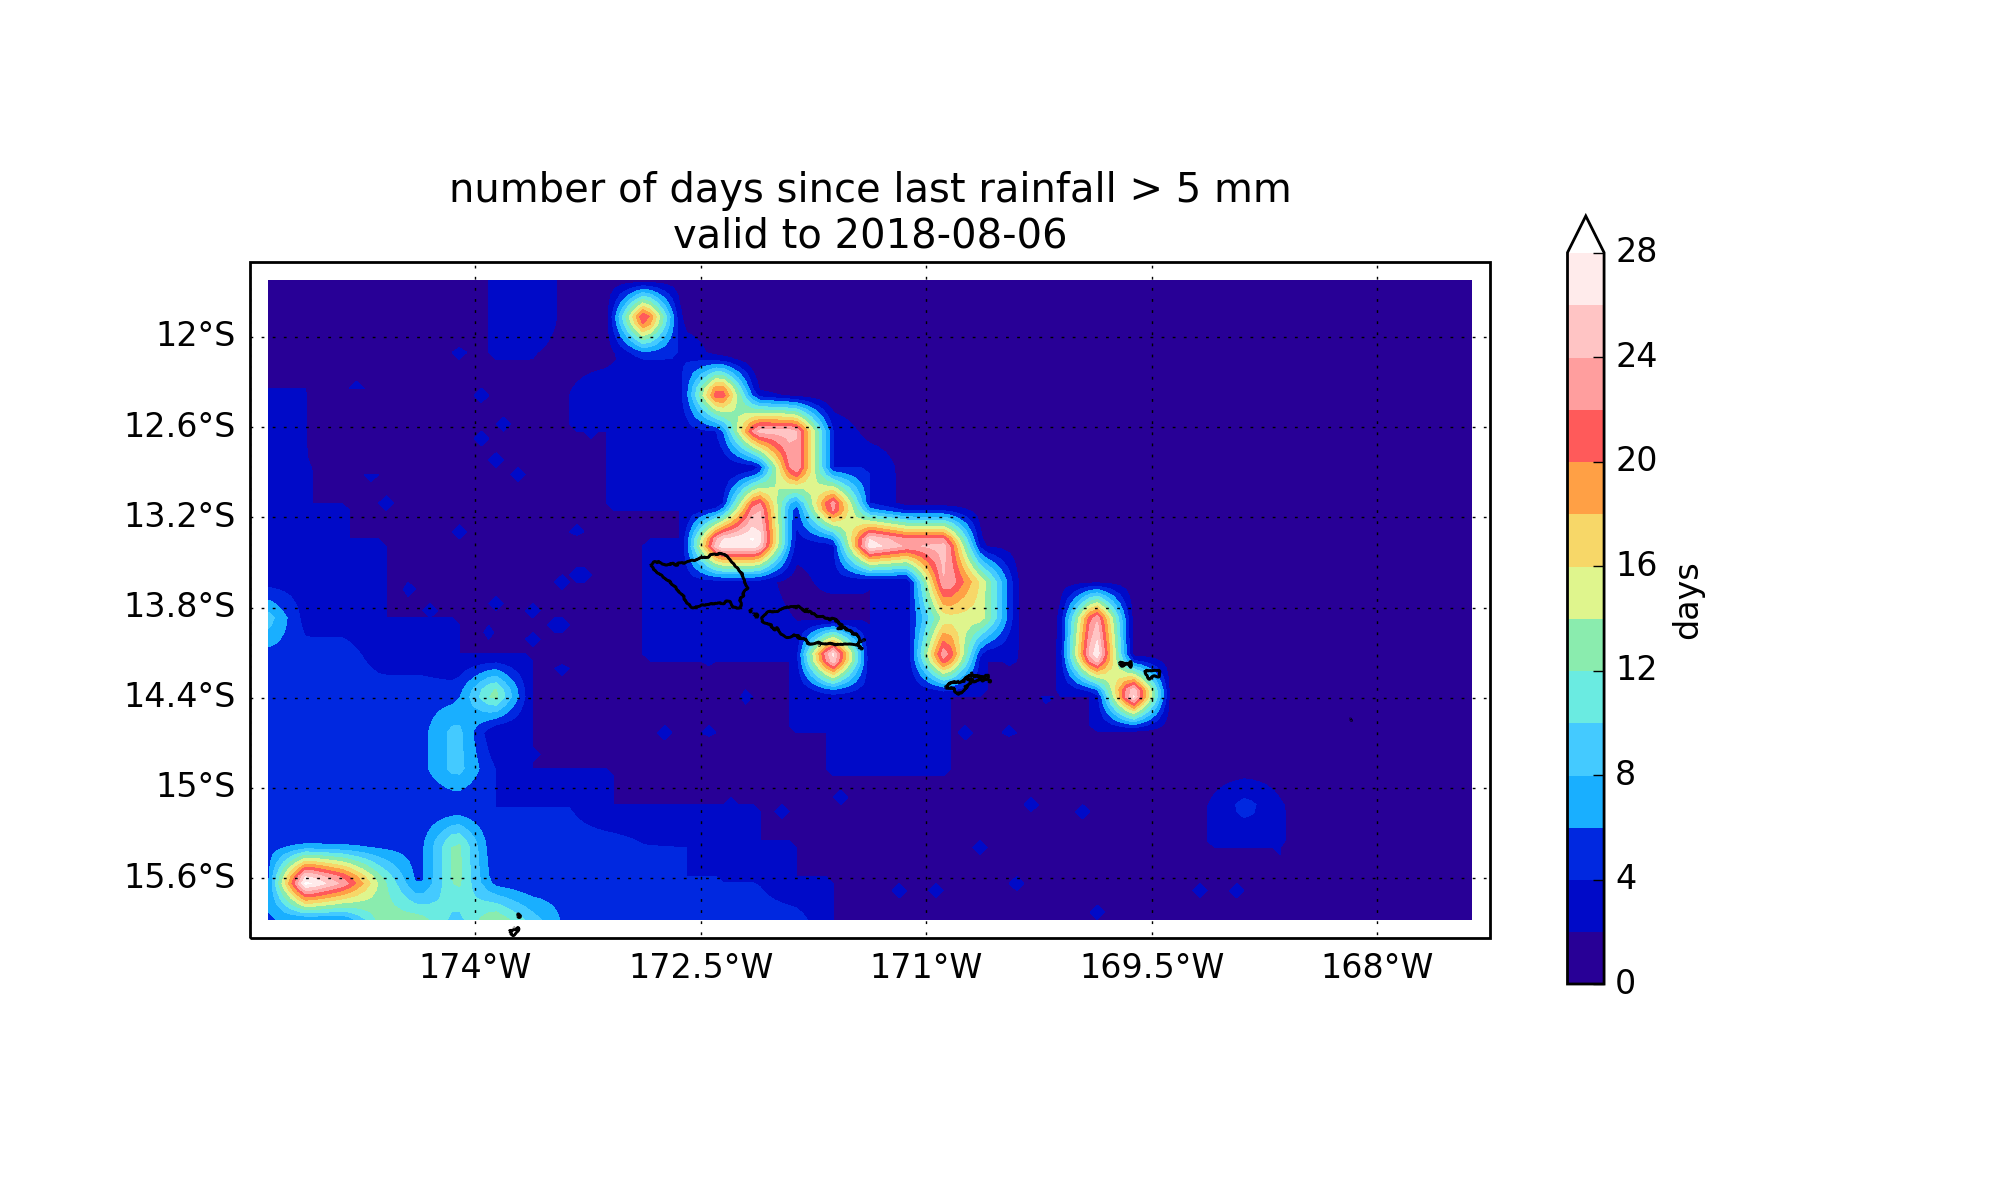 number of days since last rainfall > 5 mm
valid to 2018-08-06
12°S
12.6°S
13.2°S
13.8°S
14.4°S
15°S
15.6°S
174°W
172.5°W
171°W
169.5°W
168°W
28
24
20
16
12
8
4
0
days